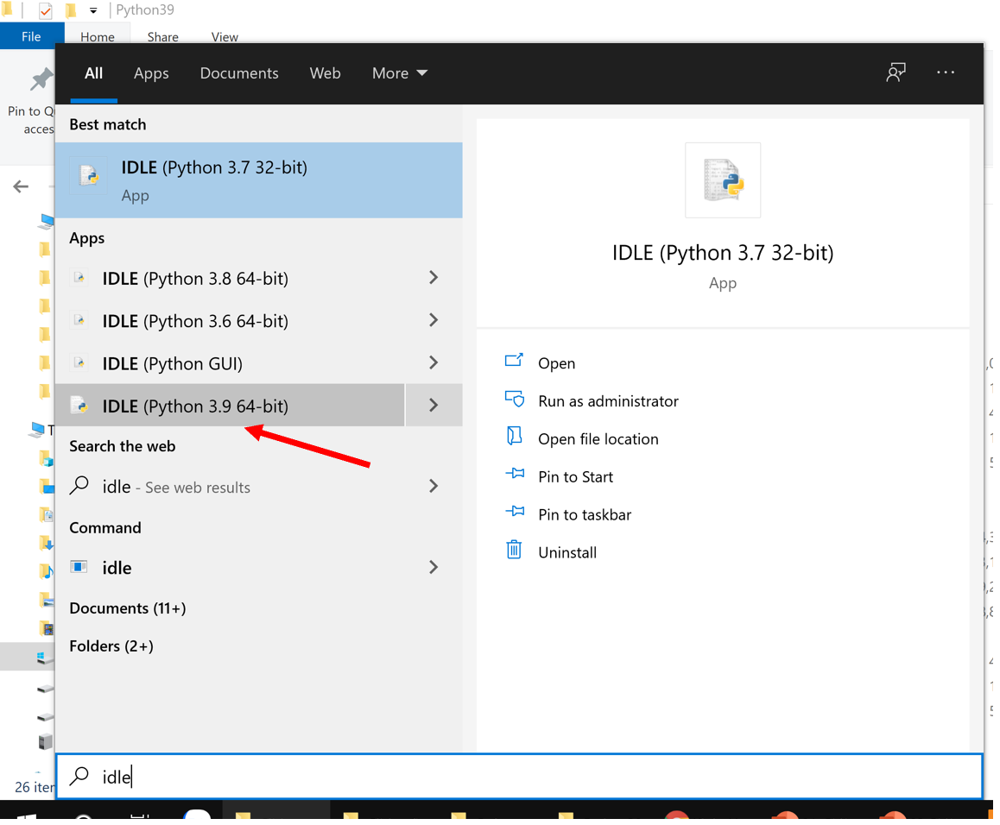 Python39
File Home Share View
All Apps Documents Web More
Pin to Q
acces
Best match
IDLE (Python 3.7 32-bit)
App
Apps
IDLE (Python 3.8 64-bit)
IDLE (Python 3.6 64-bit)
IDLE (Python GUI)
IDLE (Python 3.9 64-bit)
Search the web
idle - See web results
Command
idle
Documents (11+)
Folders (2+)
IDLE (Python 3.7 32-bit)
App
Open
Run as administrator
Open file location
Pin to Start
Pin to taskbar
Uninstall
idle
26 iter